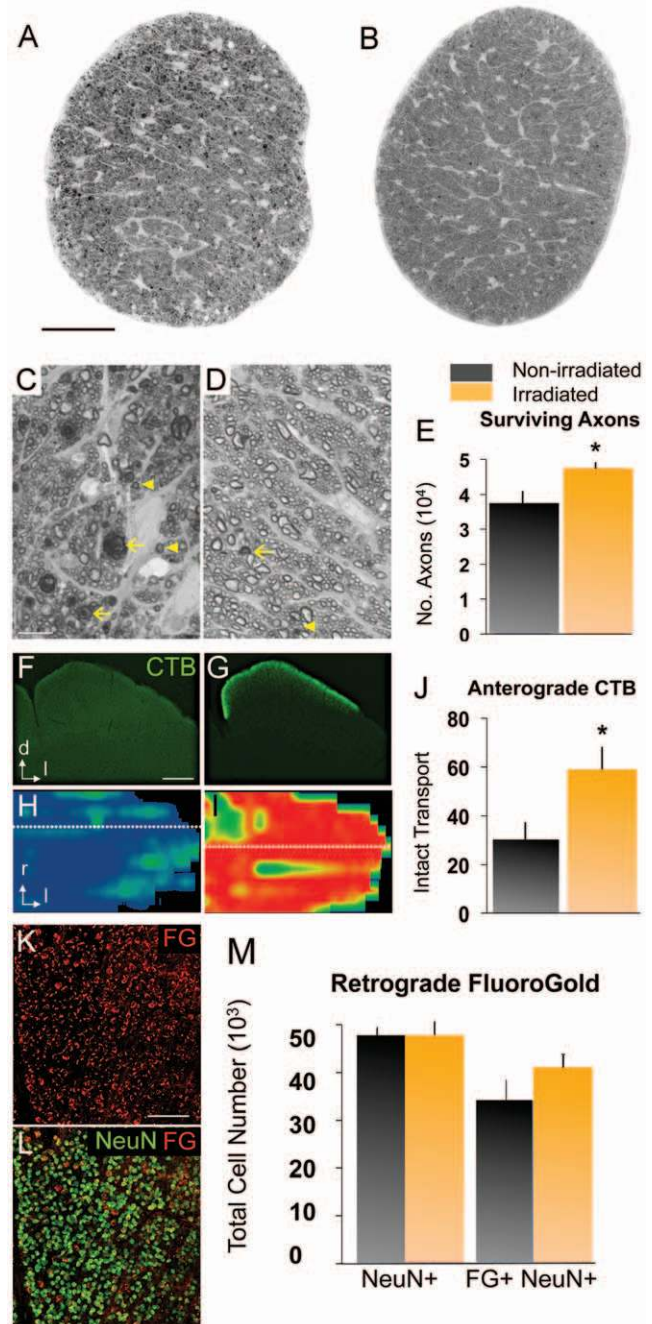 A
B
C
D
Non-irradiated
Irradiated
E
Surviving Axons
*
5
4
3
2
1
0
No. Axons (10⁴)
F
CTB
G
d
l
H
I
r
l
J
Anterograde CTB
*
80
60
40
20
0
Intact Transport
K
FG
L
NeuN FG
M
Retrograde FluoroGold
50
40
30
20
10
0
Total Cell Number (10³)
NeuN+ FG+ NeuN+